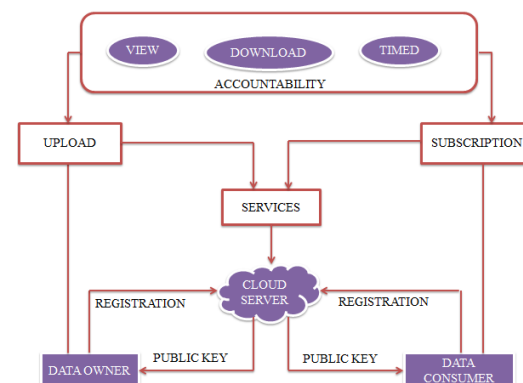 VIEW
DOWNLOAD
TIMED
ACCOUNTABILITY
UPLOAD
SUBSCRIPTION
SERVICES
CLOUD
SERVER
REGISTRATION
REGISTRATION
PUBLIC KEY
PUBLIC KEY
DATA OWNER
DATA
CONSUMER